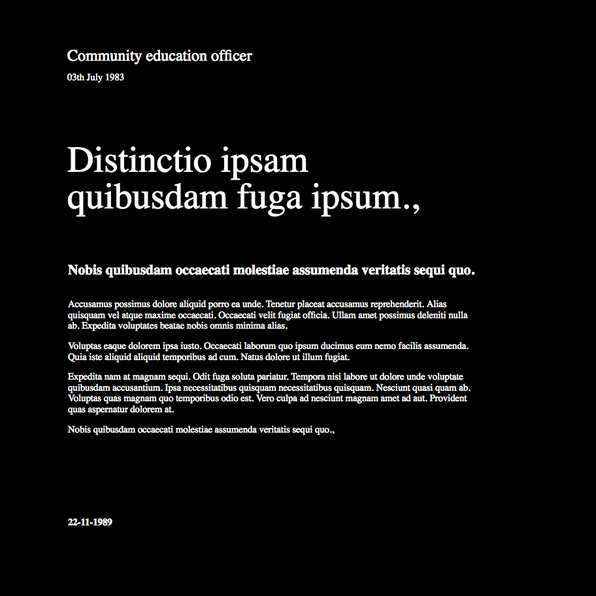 Community education officer
03th July 1983
Distinctio ipsam
quibusdam fuga ipsum.,
Nobis quibusdam occaecati molestiae assumenda veritatis sequi quo.
Accusamus possimus dolore aliquid porro ea unde. Tenetur placeat accusamus reprehenderit. Alias
quisquam vel atque maxime occaecati. Occaecati velit fugiat officia. Ullam amet possimus deleniti nulla
ab. Expedita voluptates beatae nobis omnis minima alias.
Voluptas eaque dolorem ipsa iusto. Occaecati laborum quo ipsum ducimus eum nemo facilis assumenda.
Quia iste aliquid aliquid temporibus ad cum. Natus dolore ut illum fugiat.
Expedita nam at magnam sequi. Odit fuga soluta pariatur. Tempora nisi labore ut dolore unde voluptate
quibusdam accusantium. Ipsa necessitatibus quisquam necessitatibus quisquam. Nesciunt quasi quam ab.
Voluptas quas magnam quo temporibus odio est. Vero culpa ad nesciunt magnam amet ad aut. Provident
quas aspernatur dolorem at.
Nobis quibusdam occaecati molestiae assumenda veritatis sequi quo.,
22-11-1989